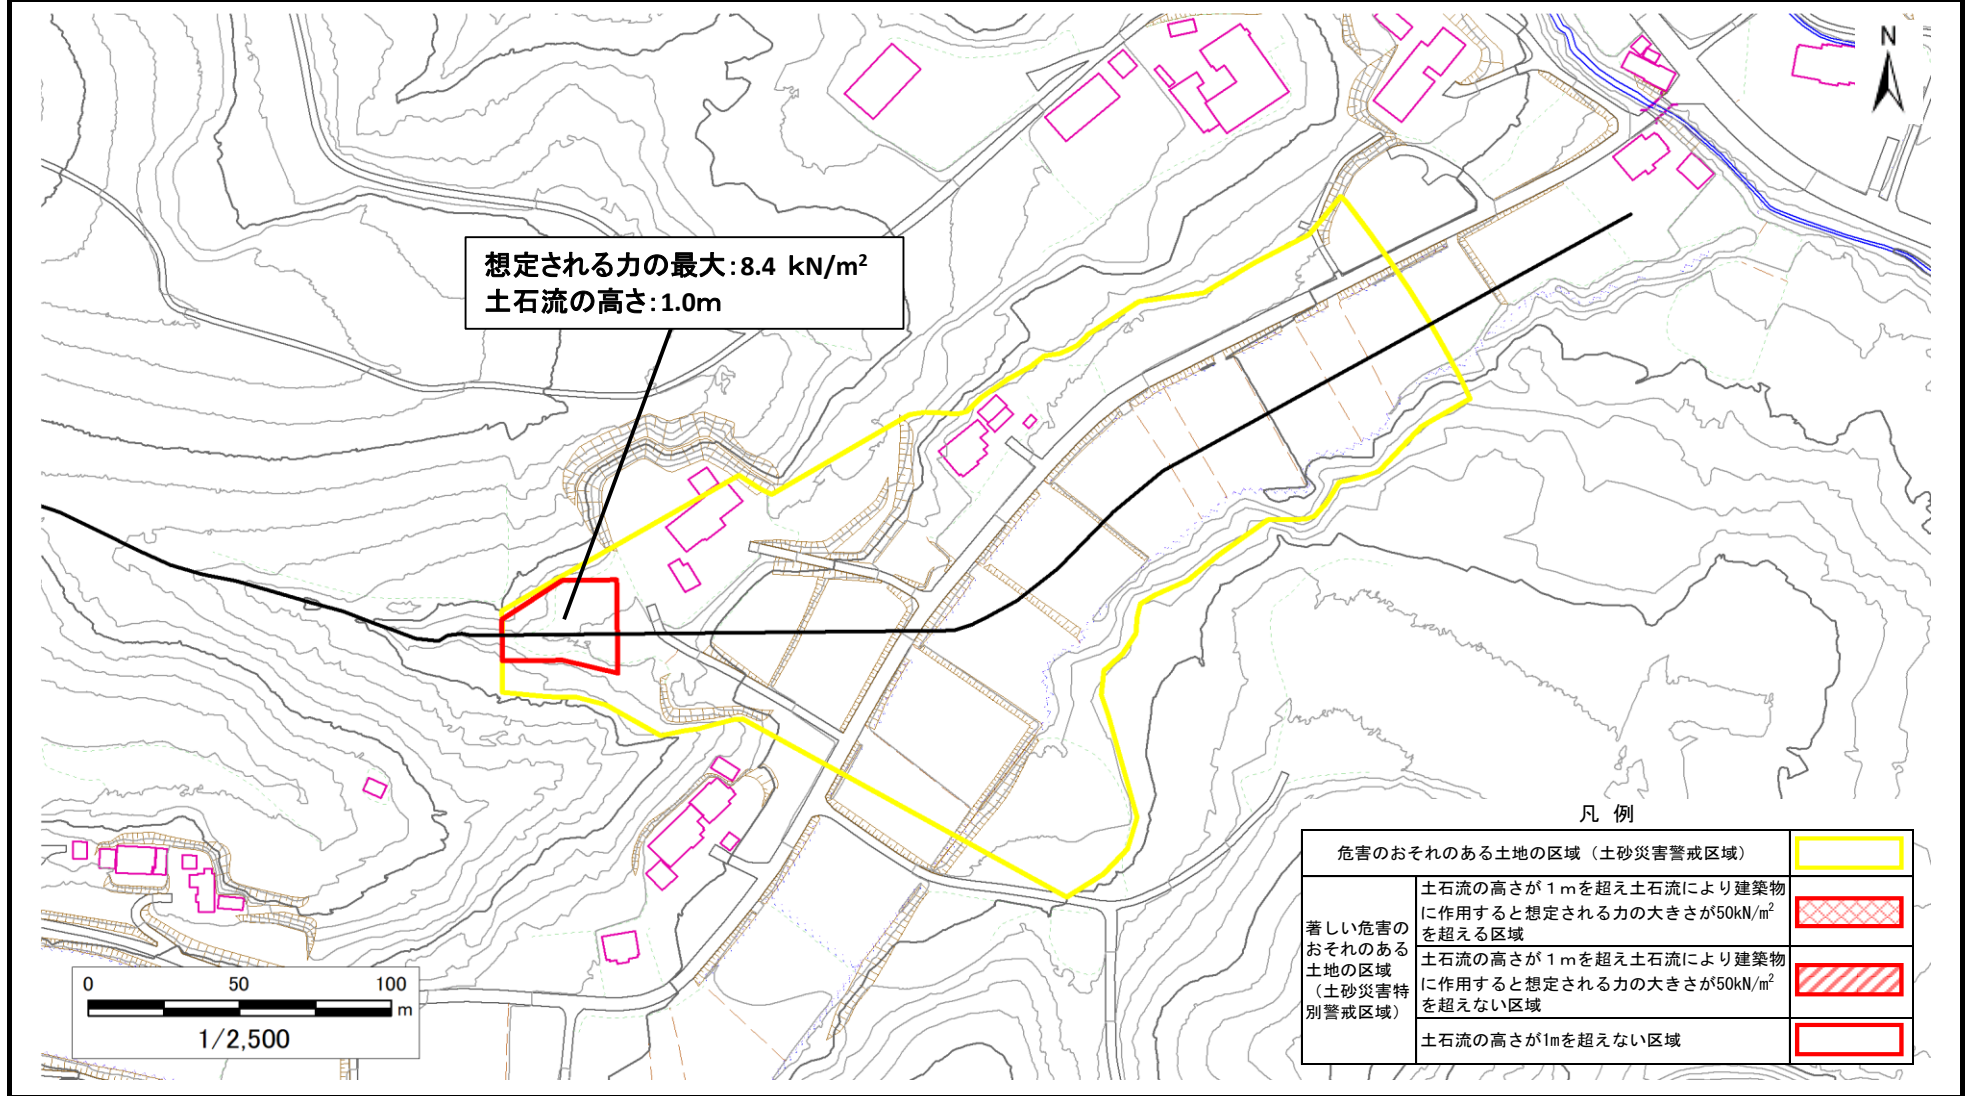 N
想定される力の最大:8.4 kN/m²
土石流の高さ:1.0m
凡 例
危害のおそれのある土地の区域（土砂災害警戒区域）
著しい危害の
おそれのある
土地の区域
（土砂災害特
別警戒区域）
土石流の高さが１ｍを超え土石流により建築物
に作用すると想定される力の大きさが50kN/㎡
を超える区域
土石流の高さが１ｍを超え土石流により建築物
に作用すると想定される力の大きさが50kN/㎡
を超えない区域
土石流の高さが1mを超えない区域
0 50 100
m
1/2,500